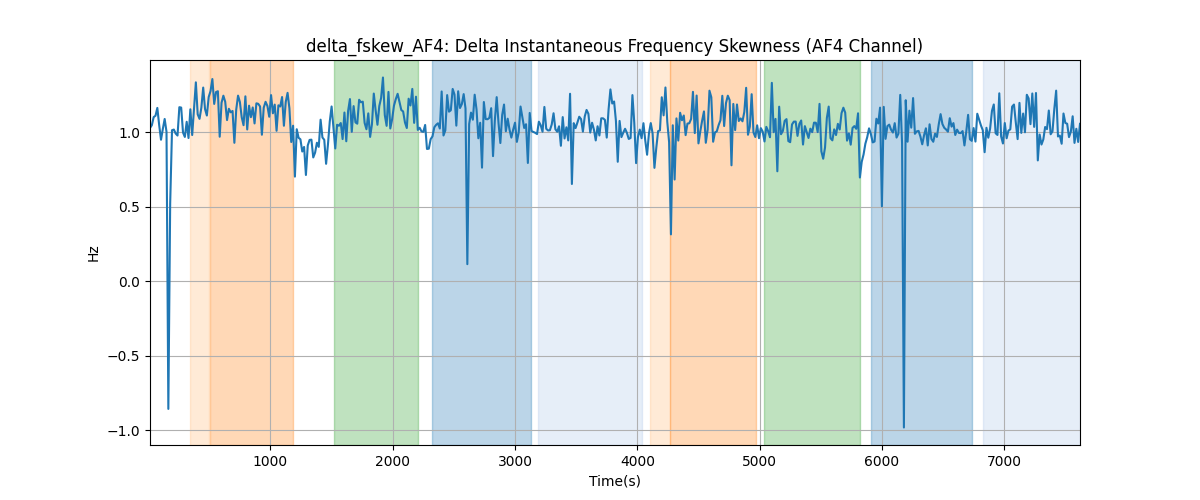 delta_fskew_AF4: Delta Instantaneous Frequency Skewness (AF4 Channel)
Hz
1.0
0.5
0.0
−0.5
−1.0
1000 2000 3000 4000 5000 6000 7000
Time(s)